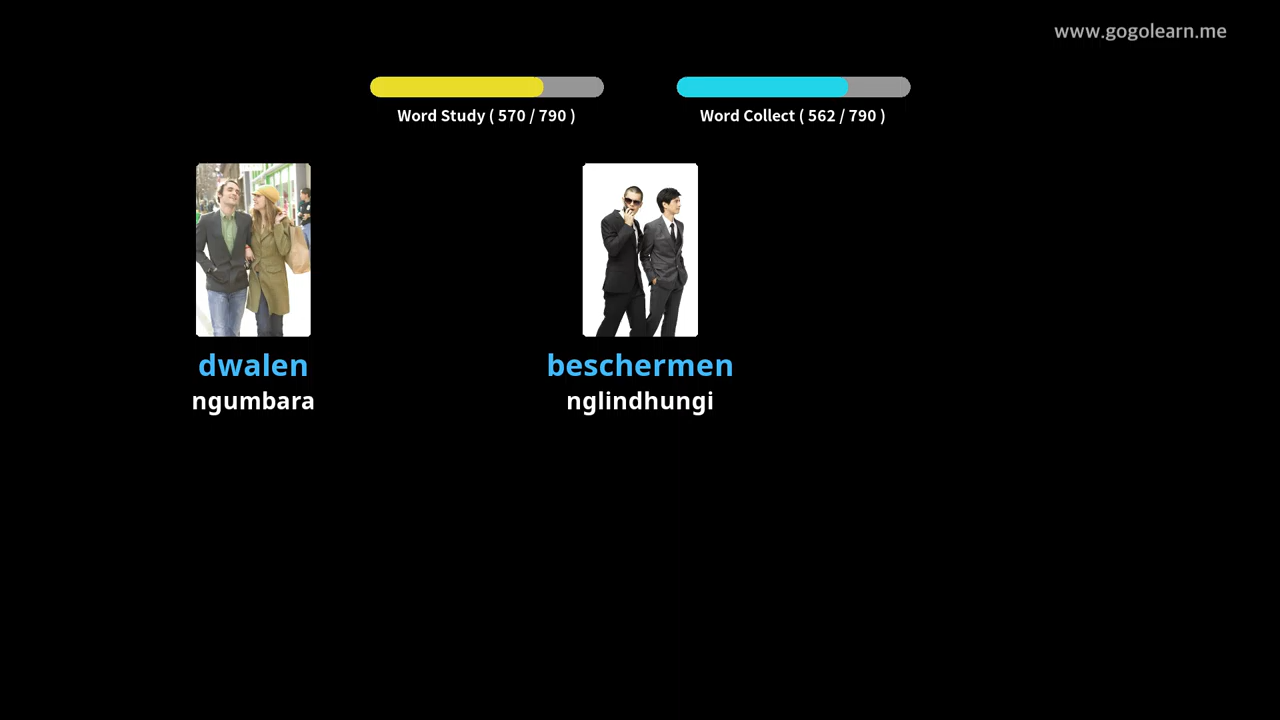 www.gogolearn.me
Word Study ( 570 / 790 )
Word Collect ( 562 / 790 )
dwalen
ngumbara
beschermen
nglindhungi